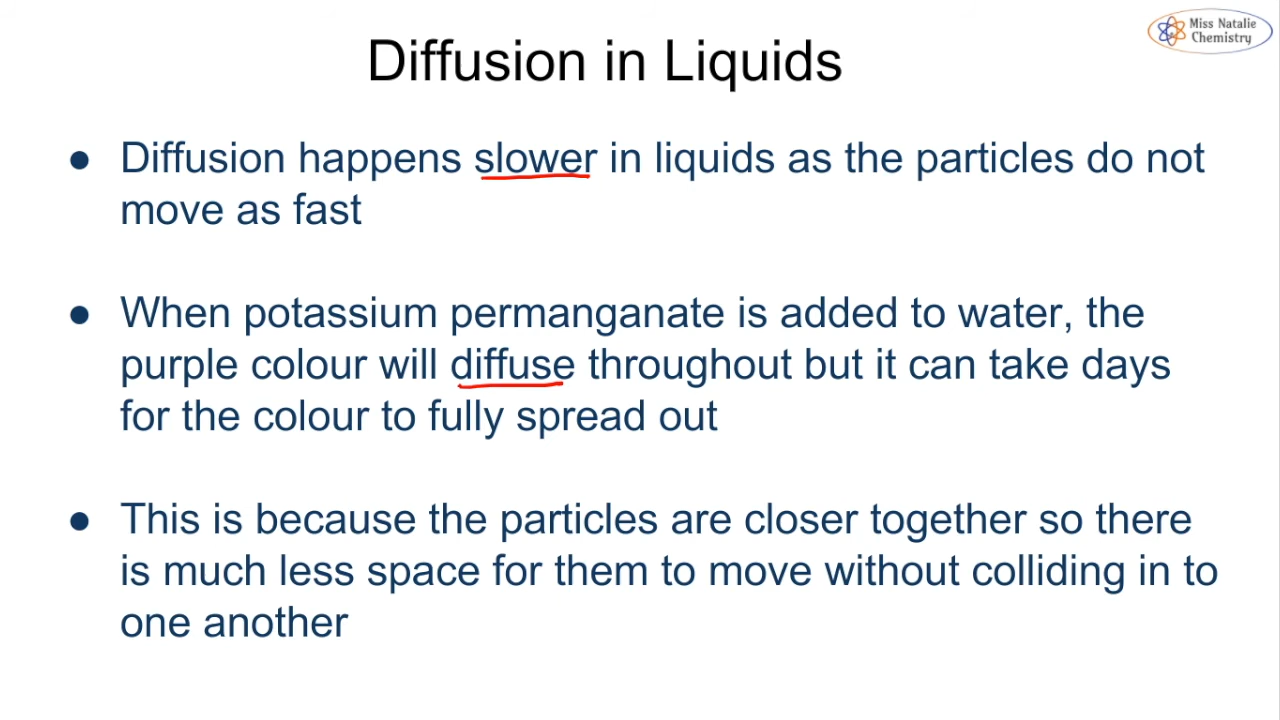 Miss Natalie
Chemistry
Diffusion in Liquids
● Diffusion happens slower in liquids as the particles do not
move as fast
● When potassium permanganate is added to water, the
purple colour will diffuse throughout but it can take days
for the colour to fully spread out
● This is because the particles are closer together so there
is much less space for them to move without colliding in to
one another